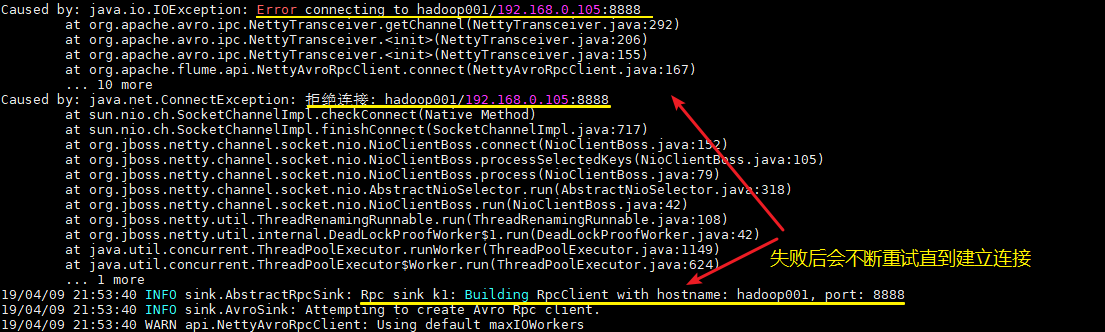 Caused by: java.io.IOException: Error connecting to hadoop001/192.168.0.105:8888
at org.apache.avro.ipc.NettyTransceiver.getChannel(NettyTransceiver.java:292)
at org.apache.avro.ipc.NettyTransceiver.<init>(NettyTransceiver.java:206)
at org.apache.avro.ipc.NettyTransceiver.<init>(NettyTransceiver.java:155)
at org.apache.flume.api.NettyAvroRpcClient.connect(NettyAvroRpcClient.java:167)
... 10 more
Caused by: java.net.ConnectException: 拒绝连接: hadoop001/192.168.0.105:8888
at sun.nio.ch.SocketChannelImpl.checkConnect(Native Method)
at sun.nio.ch.SocketChannelImpl.finishConnect(SocketChannelImpl.java:717)
at org.jboss.netty.channel.socket.nio.NioClientBoss.connect(NioClientBoss.java:152)
at org.jboss.netty.channel.socket.nio.NioClientBoss.processSelectedKeys(NioClientBoss.java:105)
at org.jboss.netty.channel.socket.nio.NioClientBoss.process(NioClientBoss.java:79)
at org.jboss.netty.channel.socket.nio.AbstractNioSelector.run(AbstractNioSelector.java:318)
at org.jboss.netty.channel.socket.nio.NioClientBoss.run(NioClientBoss.java:42)
at org.jboss.netty.util.ThreadRenamingRunnable.run(ThreadRenamingRunnable.java:108)
at org.jboss.netty.util.internal.DeadLockProofWorker$1.run(DeadLockProofWorker.java:42)
at java.util.concurrent.ThreadPoolExecutor.runWorker(ThreadPoolExecutor.java:1149)
at java.util.concurrent.ThreadPoolExecutor$Worker.run(ThreadPoolExecutor.java:624)
失败后会不断重试直到建立连接
... 1 more
19/04/09 21:53:40 INFO sink.AbstractRpcSink: Rpc sink k1: Building RpcClient with hostname: hadoop001, port: 8888
19/04/09 21:53:40 INFO sink.AvroSink: Attempting to create Avro Rpc client.
19/04/09 21:53:40 WARN api.NettyAvroRpcClient: Using default maxIOWorkers